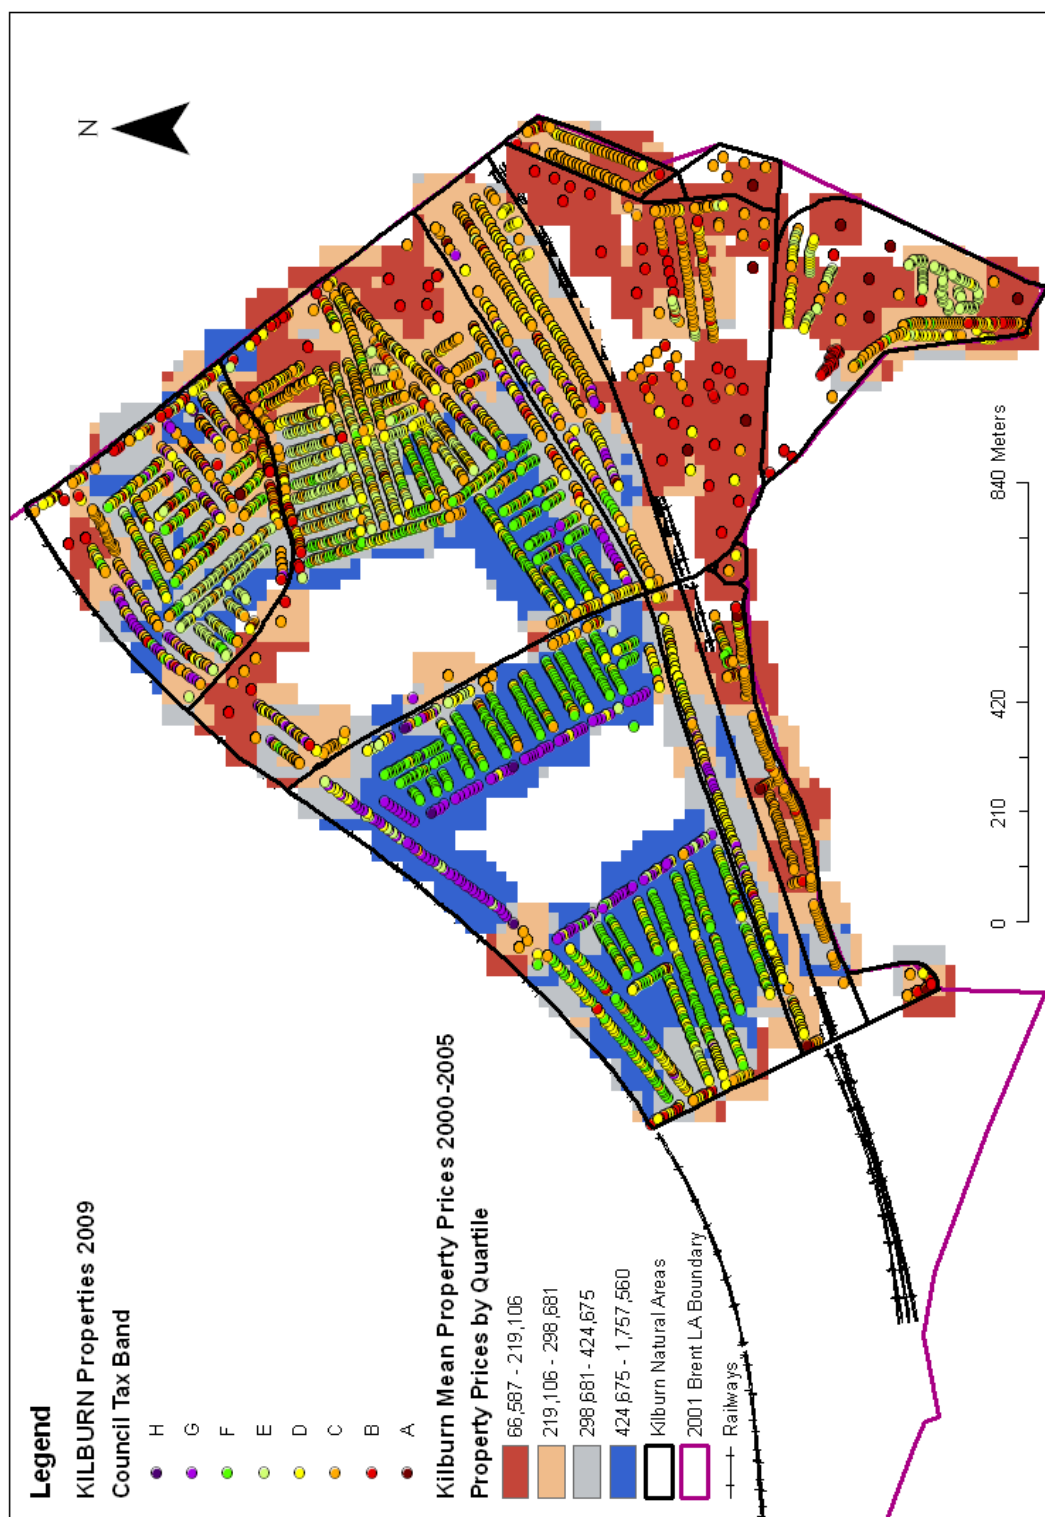 N
Legend
KILBURN Properties 2009
Council Tax Band
H
G
F
E
D
C
B
A
Kilburn Mean Property Prices 2000-2005
Property Prices by Quartile
66,587 - 219,106
219,106 - 298,681
298,681 - 424,675
424,675 - 1,757,560
Kilburn Natural Areas
2001 Brent LA Boundary
Railways
0 210 420 840 Meters